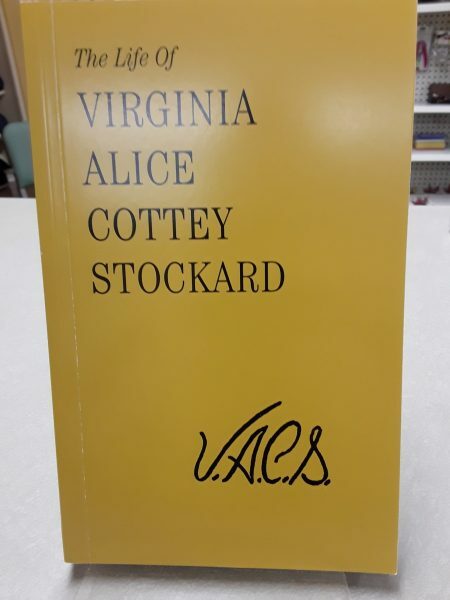 The Life Of
VIRGINIA
ALICE
COTTEY
STOCKARD
V.A.C.S.